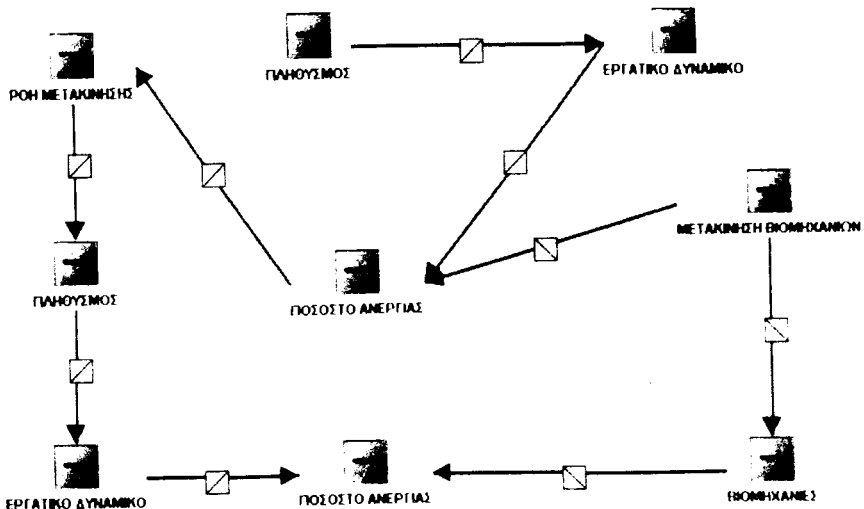 ΠΛΗΘΥΣΜΟΣ
ΕΡΓΑΤΙΚΟ ΔΥΝΑΜΙΚΟ
ΡΟΗ ΜΕΤΑΚΙΝΗΣΗΣ
ΜΕΤΑΚΙΝΗΣΗ ΒΙΟΜΗΧΑΝΙΩΝ
ΠΛΗΘΥΣΜΟΣ
ΠΟΣΟΣΤΟ ΑΝΕΡΓΙΑΣ
ΕΡΓΑΤΙΚΟ ΔΥΝΑΜΙΚΟ
ΠΟΣΟΣΤΟ ΑΝΕΡΓΙΑΣ
ΒΙΟΜΗΧΑΝΙΕΣ